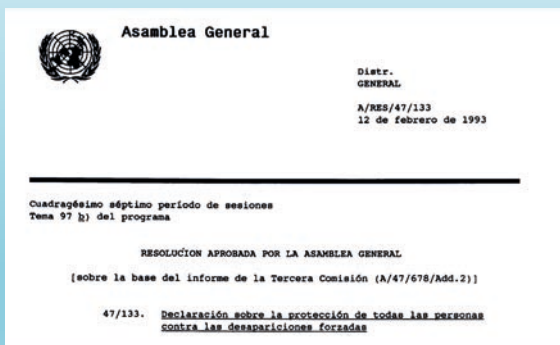 Asamblea General
Distr.
GENERAL
A/RES/47/133
12 de febrero de 1993
Cuadragésimo séptimo período de sesiones
Tema 97 b) del programa
RESOLUCION APROBADA POR LA ASAMBLEA GENERAL
[sobre la base del informe de la Tercera Comisión (A/47/678/Add.2)]
47/133. Declaración sobre la protección de todas las personas
contra las desapariciones forzadas